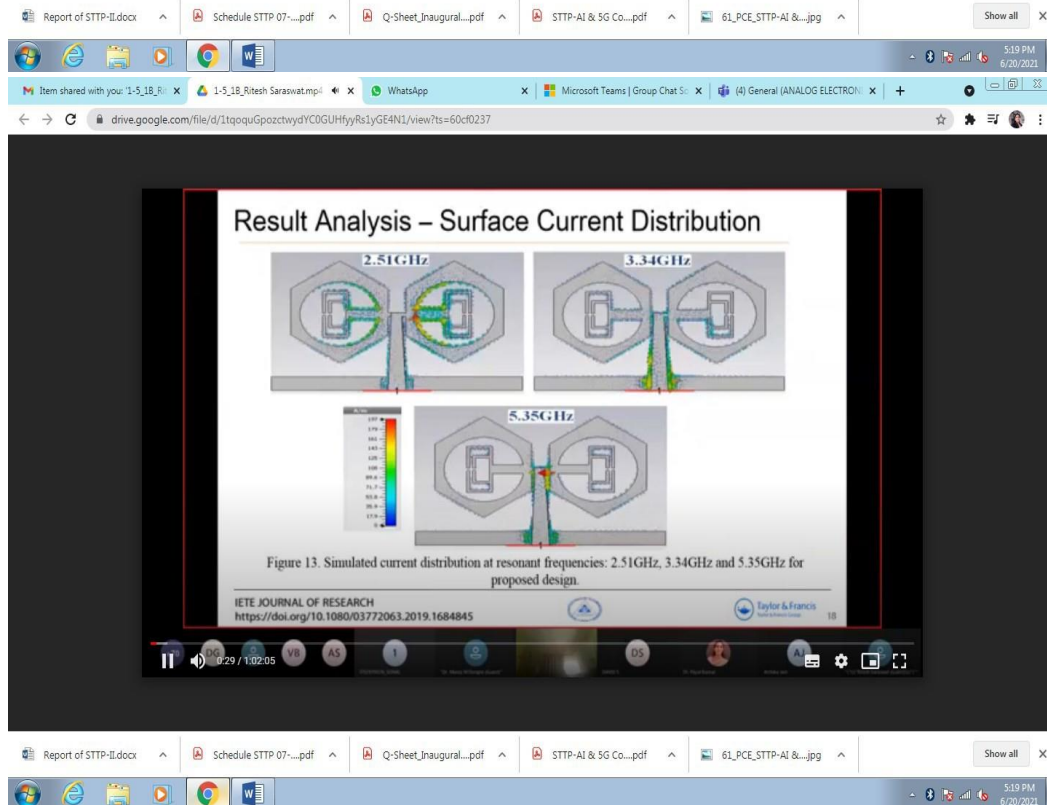 Report of STTP-II.docx
Schedule STTP 07-....pdf
Q-Sheet_Inaugural....pdf
STTP-AI & 5G Co....pdf
61_PCE_STTP-AI &....jpg
Show all
5:19 PM
6/20/2021
Item shared with you: '1-5_1B_Rit
1-5_1B_Ritesh Saraswat.mp4
WhatsApp
Microsoft Teams | Group Chat So
(4) General (ANALOG ELECTRON
drive.google.com/file/d/1tqoquGpozctwydYC0GUHfyyRs1yGE4N1/view?ts=60cf0237
Result Analysis – Surface Current Distribution
2.51GHz
3.34GHz
5.35GHz
Figure 13. Simulated current distribution at resonant frequencies: 2.51GHz, 3.34GHz and 5.35GHz for
proposed design.
IETE JOURNAL OF RESEARCH
https://doi.org/10.1080/03772063.2019.1684845
Taylor & Francis
18
0:29 / 1:02:05
DG
VB
AS
1
DS
AJ
Report of STTP-II.docx
Schedule STTP 07-....pdf
Q-Sheet_Inaugural....pdf
STTP-AI & 5G Co....pdf
61_PCE_STTP-AI &....jpg
Show all
5:19 PM
6/20/2021